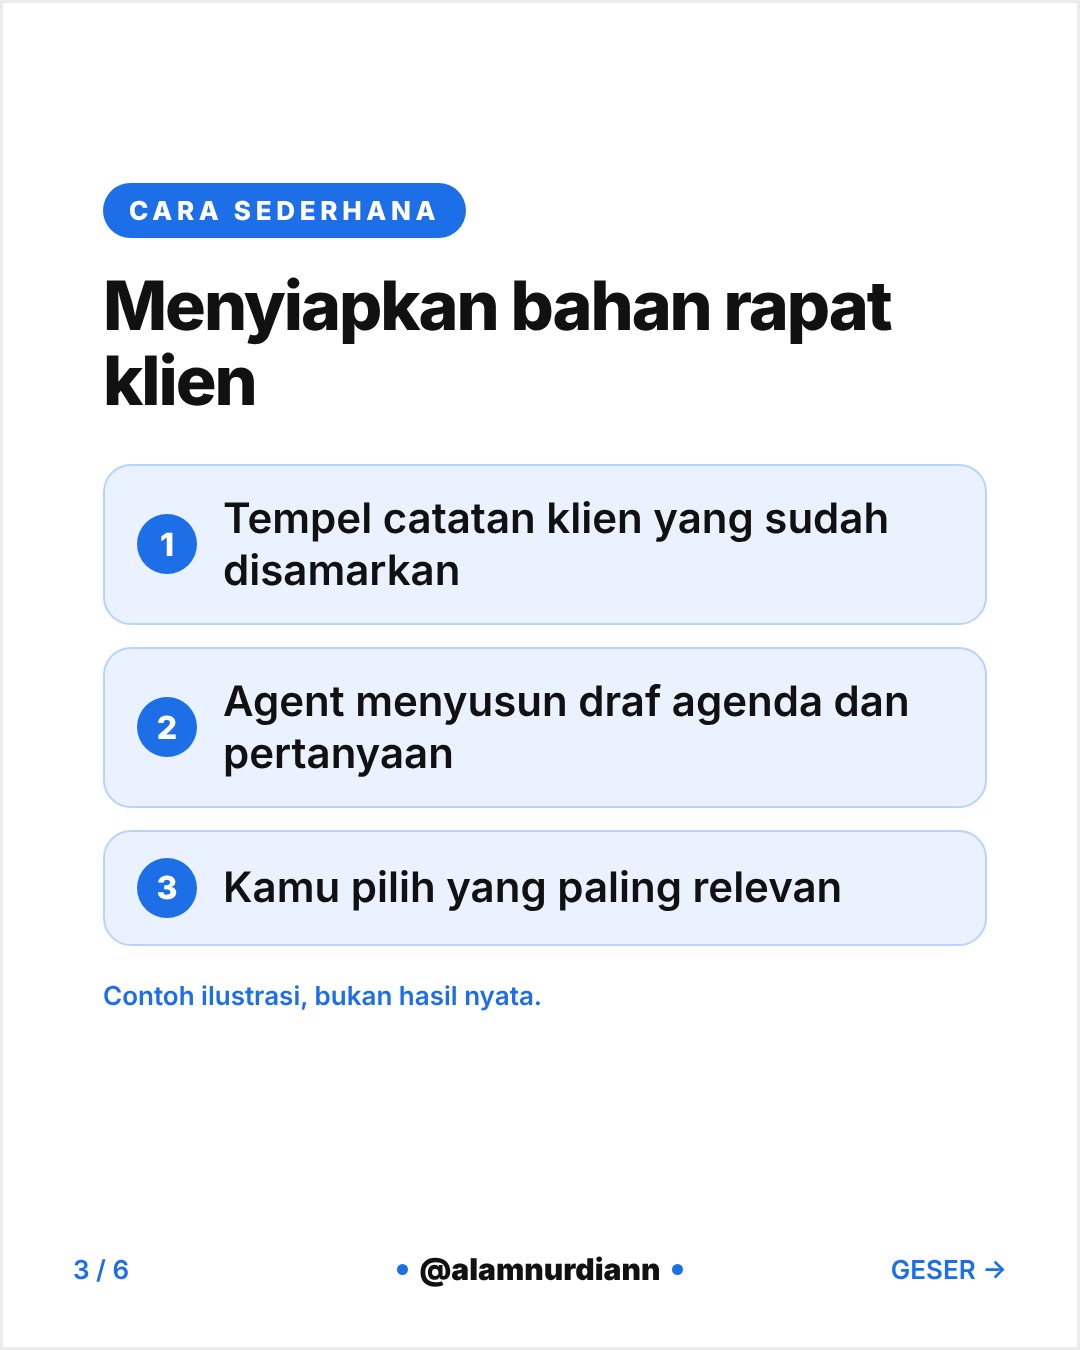 CARA SEDERHANA
Menyiapkan bahan rapat
klien
1
Tempel catatan klien yang sudah
disamarkan
2
Agent menyusun draf agenda dan
pertanyaan
3
Kamu pilih yang paling relevan
Contoh ilustrasi, bukan hasil nyata.
3 / 6
• @alamnurdiann •
GESER →